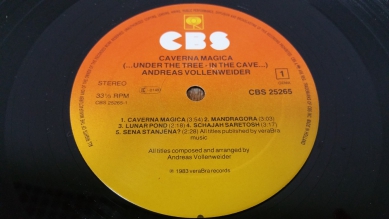 CBS
CAVERNA MAGICA
(...UNDER THE TREE - IN THE CAVE...)
ANDREAS VOLLENWEIDER
STEREO
1
33⅓ RPM
CBS 25265
CBS 25265-1
1. CAVERNA MAGICA (3:54) 2. MANDRAGORA (3:03)
3. LUNAR POND (2:18) 4. SCHAJAH SARETOSH (3:17)
5. SENA STANJENA? (2:28) All titles published by veraBra
music
All titles composed and arranged by
Andreas Vollenweider
℗ 1983 veraBra records